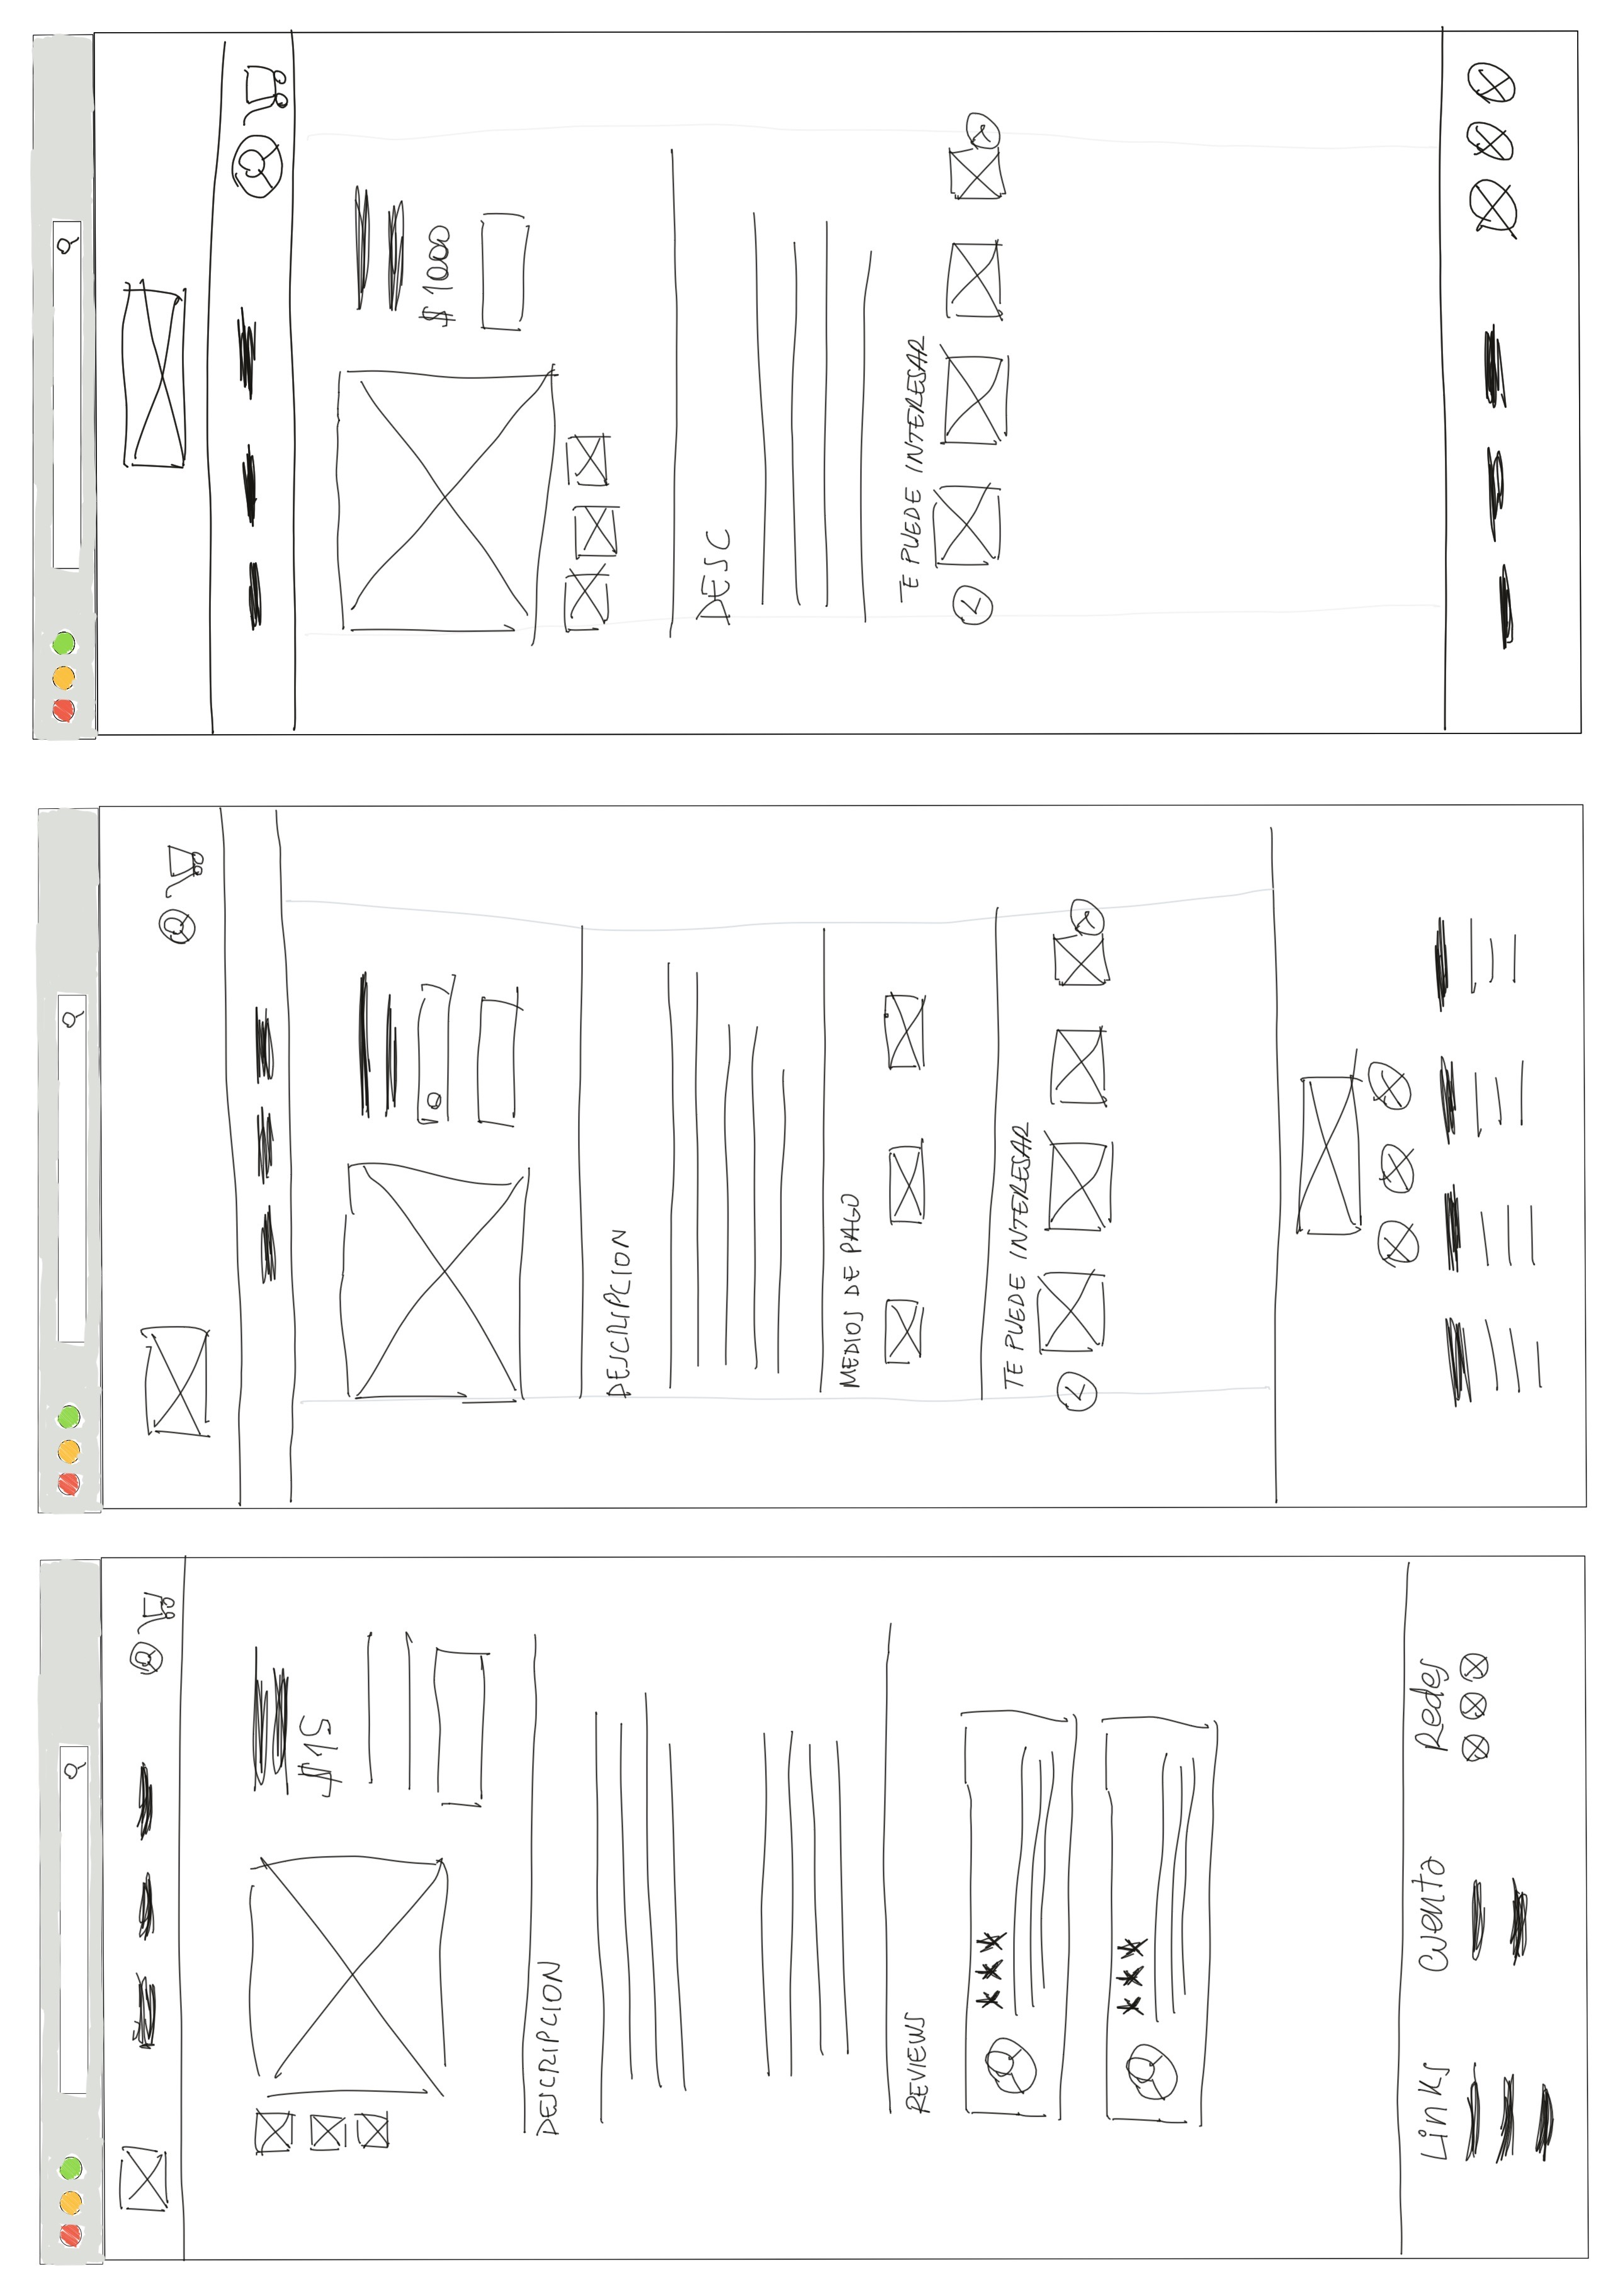 $15
DESCRIPCION
REVIEWS
Links
Cuenta
Redes
DESCRIPCION
MEDIOS DE PAGO
TE PUEDE INTERESAR
$ 1000
DESC
TE PUEDE INTERESAR